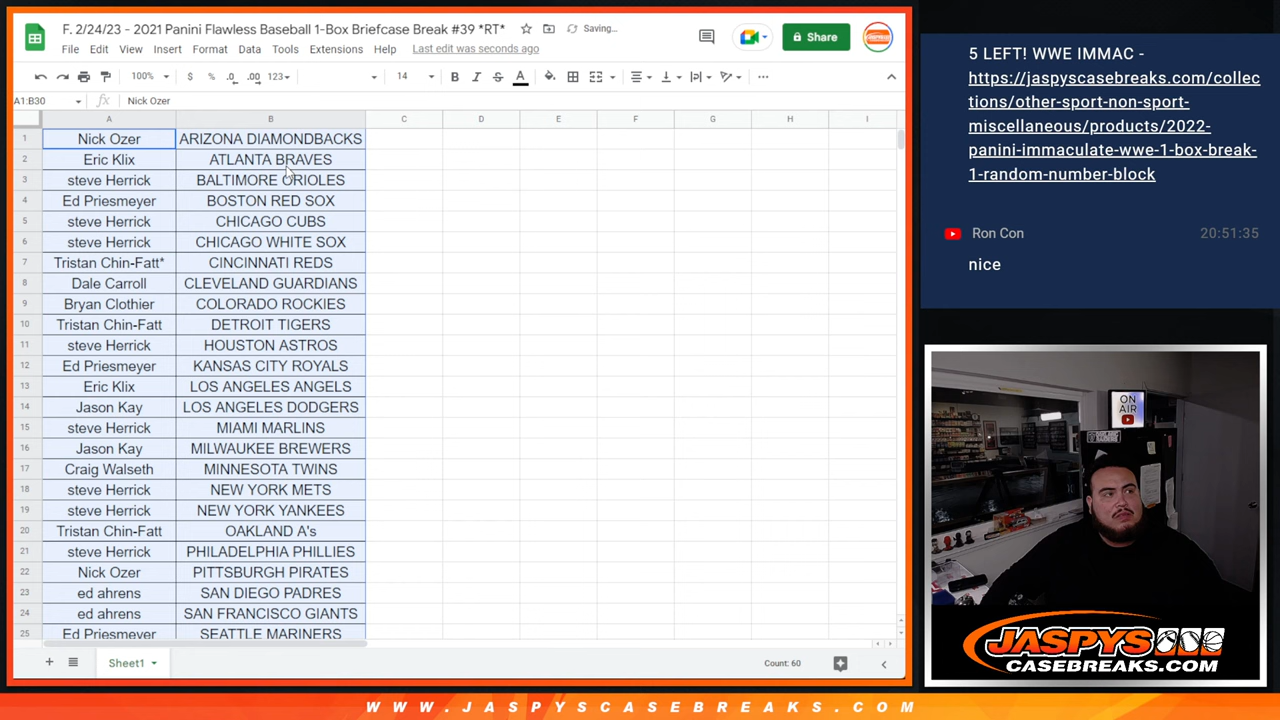 F. 2/24/23 - 2021 Panini Flawless Baseball 1-Box Briefcase Break #39 *RT*
Saving...
File Edit View Insert Format Data Tools Extensions Help Last edit was seconds ago
Share
100% $ % .0 .00 123 14 B I S A
A1:B30 fx Nick Ozer
A B C D E F G H I
1 Nick Ozer ARIZONA DIAMONDBACKS
2 Eric Klix ATLANTA BRAVES
3 steve Herrick BALTIMORE ORIOLES
4 Ed Priesmeyer BOSTON RED SOX
5 steve Herrick CHICAGO CUBS
6 steve Herrick CHICAGO WHITE SOX
7 Tristan Chin-Fatt* CINCINNATI REDS
8 Dale Carroll CLEVELAND GUARDIANS
9 Bryan Clothier COLORADO ROCKIES
10 Tristan Chin-Fatt DETROIT TIGERS
11 steve Herrick HOUSTON ASTROS
12 Ed Priesmeyer KANSAS CITY ROYALS
13 Eric Klix LOS ANGELES ANGELS
14 Jason Kay LOS ANGELES DODGERS
15 steve Herrick MIAMI MARLINS
16 Jason Kay MILWAUKEE BREWERS
17 Craig Walseth MINNESOTA TWINS
18 steve Herrick NEW YORK METS
19 steve Herrick NEW YORK YANKEES
20 Tristan Chin-Fatt OAKLAND A's
21 steve Herrick PHILADELPHIA PHILLIES
22 Nick Ozer PITTSBURGH PIRATES
23 ed ahrens SAN DIEGO PADRES
24 ed ahrens SAN FRANCISCO GIANTS
25 Ed Priesmeyer SEATTLE MARINERS
Sheet1
Count: 60
5 LEFT! WWE IMMAC -
https://jaspyscasebreaks.com/collec
tions/other-sport-non-sport-
miscellaneous/products/2022-
panini-immaculate-wwe-1-box-break-
1-random-number-block
Ron Con 20:51:35
nice
ON
AIR
JASPYS
CASEBREAKS.COM
WWW.JASPYSCASEBREAKS.COM